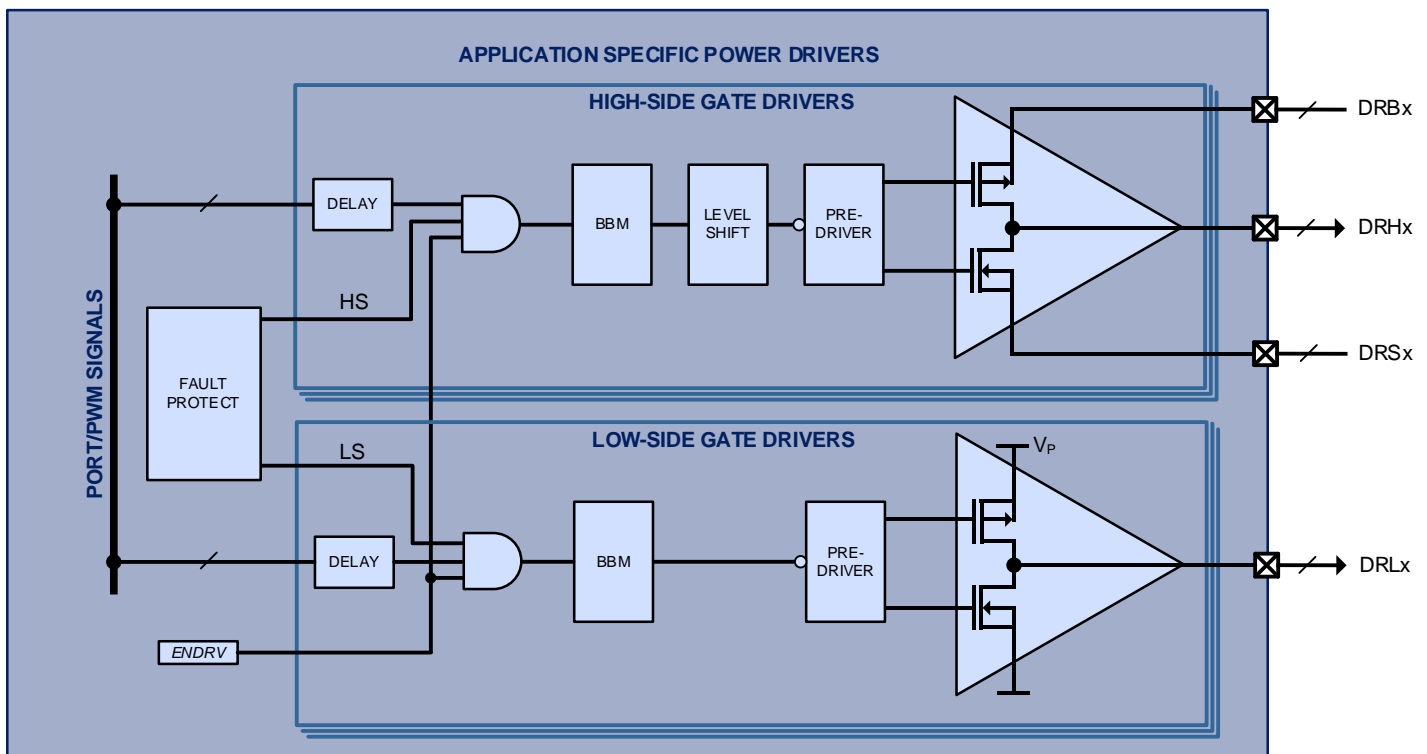 APPLICATION SPECIFIC POWER DRIVERS
HIGH-SIDE GATE DRIVERS
DRBx
DELAY
BBM
LEVEL
SHIFT
PRE-
DRIVER
DRHx
HS
PORT/PWM SIGNALS
FAULT
PROTECT
DRSx
LS
LOW-SIDE GATE DRIVERS
VP
DELAY
BBM
PRE-
DRIVER
DRLx
ENDRV